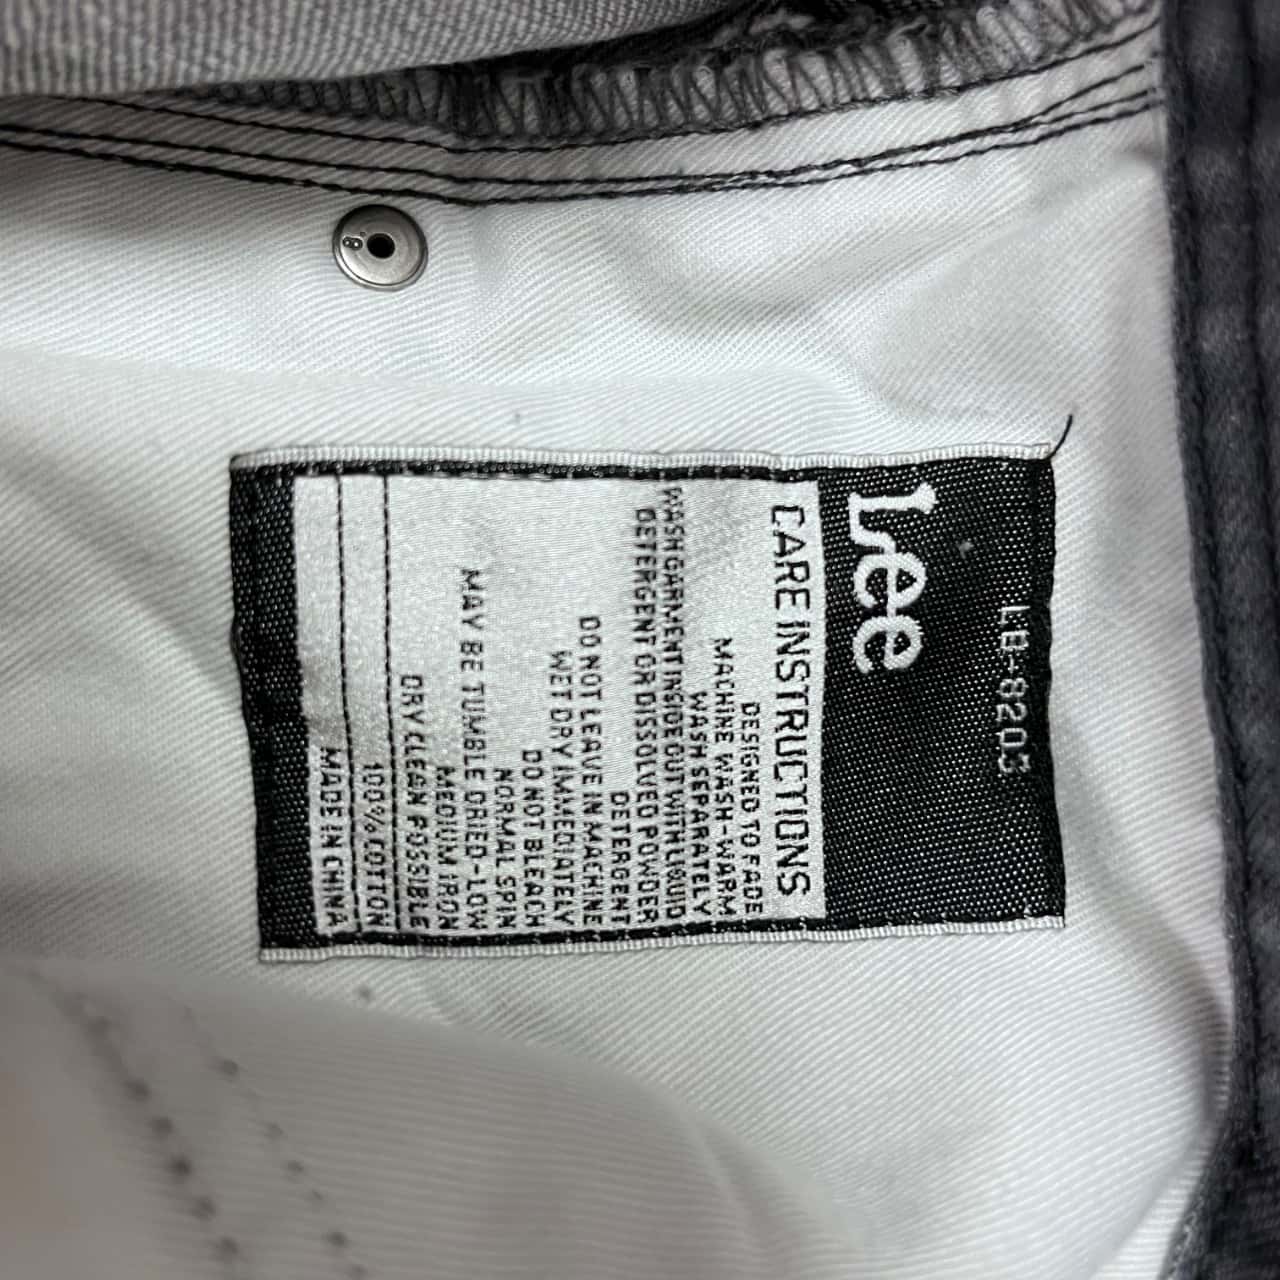 LB-8203
Lee
CARE INSTRUCTIONS
DESIGNED TO FADE
MACHINE WASH-WARM
WASH SEPARATELY
WASH GARMENT INSIDE OUT WITH LIQUID
DETERGENT OR DISSOLVED POWDER
DETERGENT
DO NOT LEAVE IN MACHINE
WET DRY IMMEDIATELY
DO NOT BLEACH
NORMAL SPIN
MAY BE TUMBLE DRIED-LOW
MEDIUM IRON
DRY CLEAN POSSIBLE
100% COTTON
MADE IN CHINA